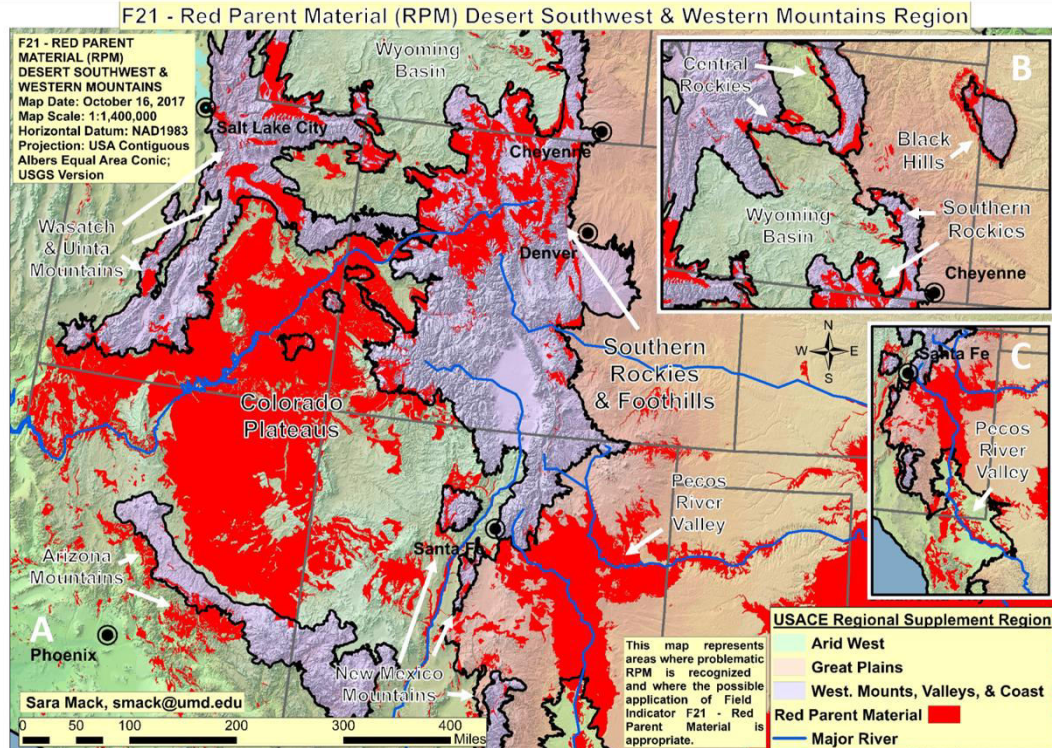 F21 - Red Parent Material (RPM) Desert Southwest & Western Mountains Region
F21 - RED PARENT
MATERIAL (RPM)
DESERT SOUTHWEST &
WESTERN MOUNTAINS
Map Date: October 16, 2017
Map Scale: 1:1,400,000
Horizontal Datum: NAD1983
Projection: USA Contiguous
Albers Equal Area Conic;
USGS Version
Wyoming
Basin
Salt Lake City
Cheyenne
Wasatch
& Uinta
Mountains
Denver
Southern
Rockies
& Foothills
Colorado
Plateaus
Pecos
River
Valley
Santa Fe
Arizona
Mountains
A
Phoenix
New Mexico
Mountains
Sara Mack, smack@umd.edu
0 50 100 200 300 400
Miles
N
W E
S
B
Central
Rockies
Black
Hills
Wyoming
Basin
Southern
Rockies
Cheyenne
C
Santa Fe
Pecos
River
Valley
This map represents
areas where problematic
RPM is recognized
and where the possible
application of Field
Indicator F21 - Red
Parent Material is
appropriate.
USACE Regional Supplement Region
Arid West
Great Plains
West. Mounts, Valleys, & Coast
Red Parent Material
Major River